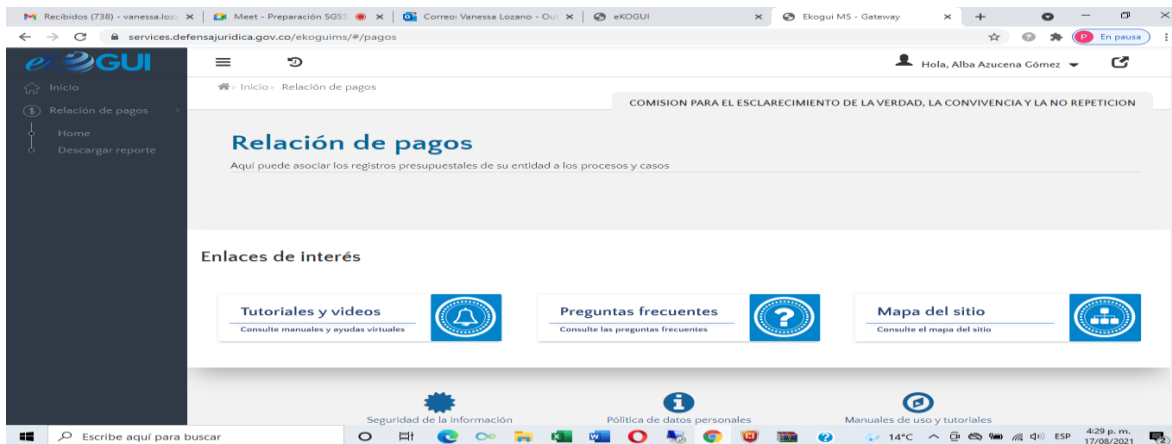 Recibidos (738) - vanessa.loz
Meet - Preparación SGSS
Correo: Vanessa Lozano - Ou
eKOGUI
Ekogui MS - Gateway
services.defensajuridica.gov.co/ekoguims/#/pagos
P En pausa
eKOGUI
Hola, Alba Azucena Gómez
Inicio
Relación de pagos
Home
Descargar reporte
Inicio > Relación de pagos
COMISION PARA EL ESCLARECIMIENTO DE LA VERDAD, LA CONVIVENCIA Y LA NO REPETICION
Relación de pagos
Aquí puede asociar los registros presupuestales de su entidad a los procesos y casos
Enlaces de interés
Tutoriales y videos
Consulte manuales y ayudas virtuales
Preguntas frecuentes
Consulte las preguntas frecuentes
Mapa del sitio
Consulte el mapa del sitio
Seguridad de la información
Pólitica de datos personales
Manuales de uso y tutoriales
Escribe aquí para buscar
14°C
ESP
4:29 p. m.
17/08/2021